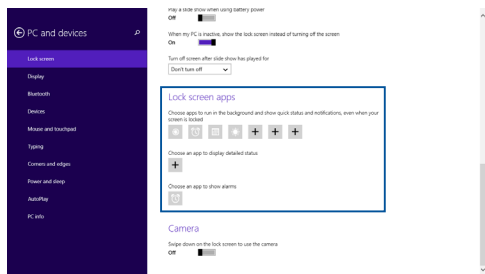 Play a slide show when using battery power
Off
When my PC is inactive, show the lock screen instead of turning off the screen
On
Turn off screen after slide show has played for
Don't turn off
PC and devices
Lock screen
Display
Bluetooth
Devices
Mouse and touchpad
Typing
Corners and edges
Power and sleep
AutoPlay
PC info
Lock screen apps
Choose apps to run in the background and show quick status and notifications, even when your
screen is locked
Choose an app to display detailed status
Choose an app to show alarms
Camera
Swipe down on the lock screen to use the camera
Off